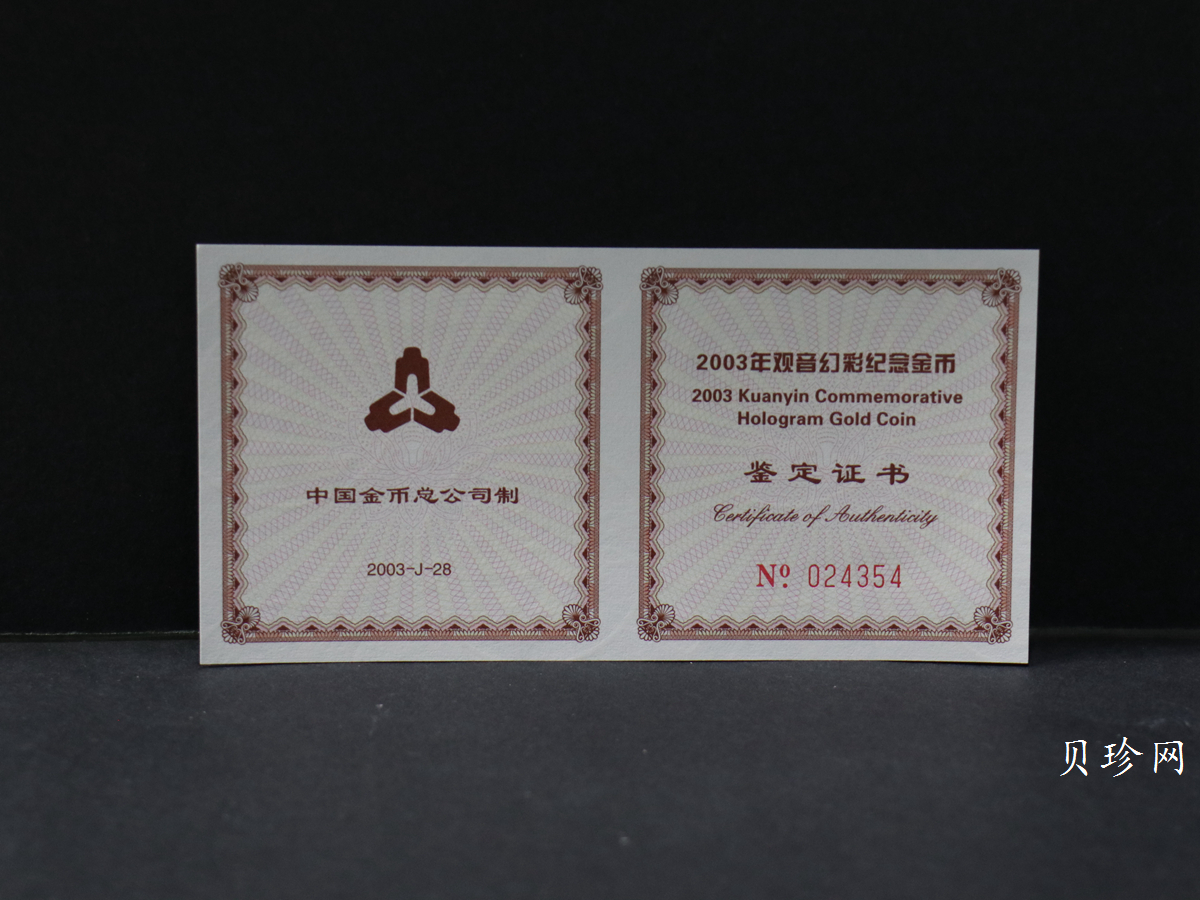 中国金币总公司制
2003-J-28
2003年观音幻彩纪念金币
2003 Kuanyin Commemorative
Hologram Gold Coin
鉴定证书
Certificate of Authenticity
Nº 024354
贝珍网